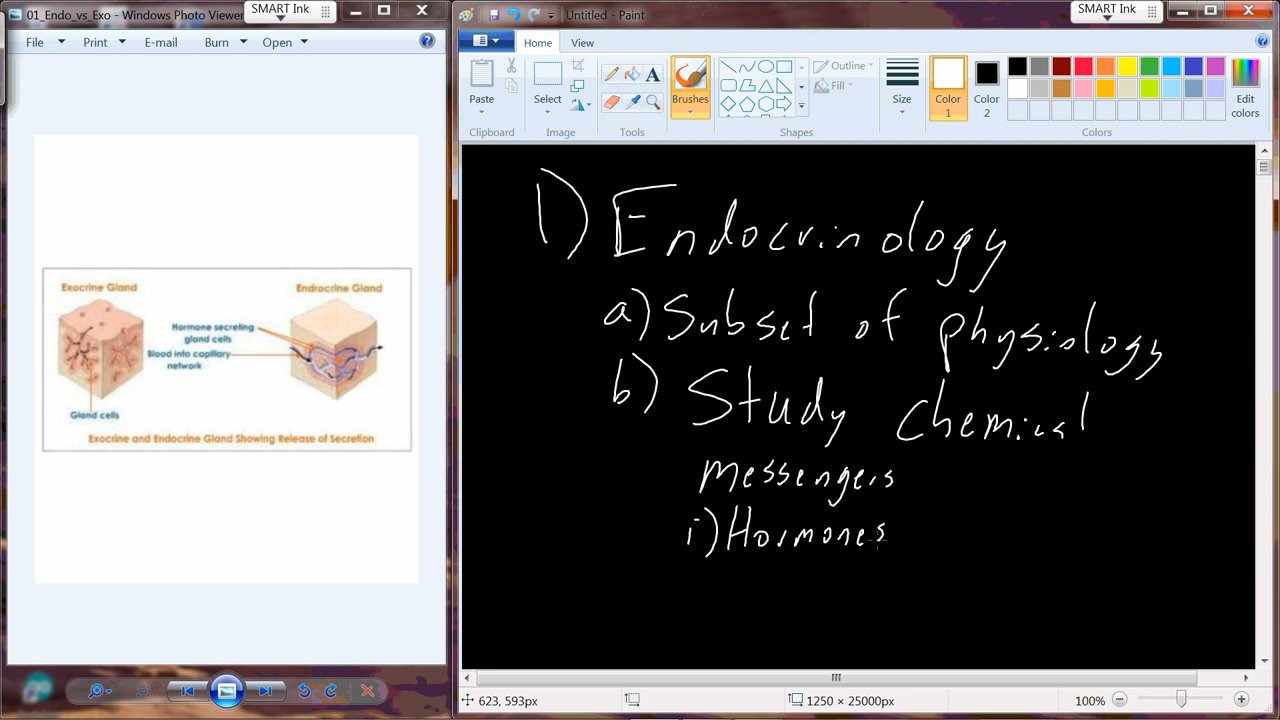 01_Endo_vs_Exo - Windows Photo Viewer
SMART Ink
File Print E-mail Burn Open
Exocrine Gland
Endrocrine Gland
Hormone secreting
gland cells
Blood into capillary
network
Gland cells
Exocrine and Endocrine Gland Showing Release of Secretion
Untitled - Paint
SMART Ink
Home View
Paste
Select
Brushes
Outline
Fill
Size
Color
1
Color
2
Edit
colors
Clipboard Image Tools Shapes Colors
1) Endocrinology
a) Subset of physiology
b) Study chemical
messengers
i) Hormones
623, 593px
1250 × 25000px
100%